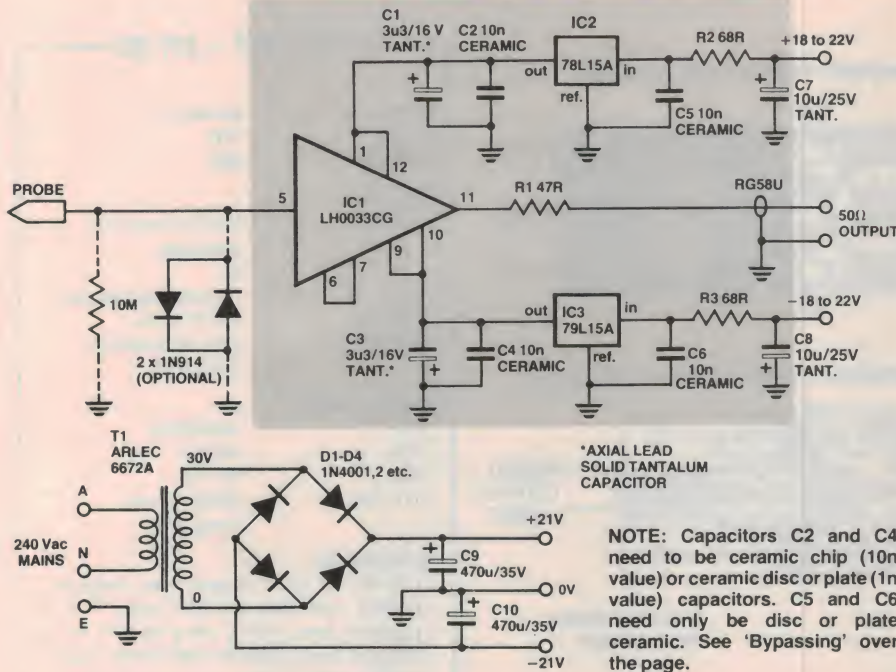 C1
3u3/16 V
TANT.*
C2 10n
CERAMIC
IC2
78L15A
out
in
ref.
R2 68R
+18 to 22V
C5 10n
CERAMIC
C7
10u/25V
TANT.
1
12
PROBE
5
IC1
LH0033CG
11
R1 47R
RG58U
50Ω
OUTPUT
10
9
7
6
10M
2 x 1N914
(OPTIONAL)
C3
3u3/16V
TANT.*
C4 10n
CERAMIC
out
IC3
79L15A
in
ref.
R3 68R
−18 to 22V
C6
10n
CERAMIC
C8
10u/25V
TANT.
T1
ARLEC
6672A
30V
D1-D4
1N4001,2 etc.
*AXIAL LEAD
SOLID TANTALUM
CAPACITOR
A
240 Vac
MAINS
N
E
0
+21V
C9
470u/35V
0V
C10
470u/35V
−21V
NOTE: Capacitors C2 and C4
need to be ceramic chip (10n
value) or ceramic disc or plate (1n
value) capacitors. C5 and C6
need only be disc or plate
ceramic. See 'Bypassing' over
the page.